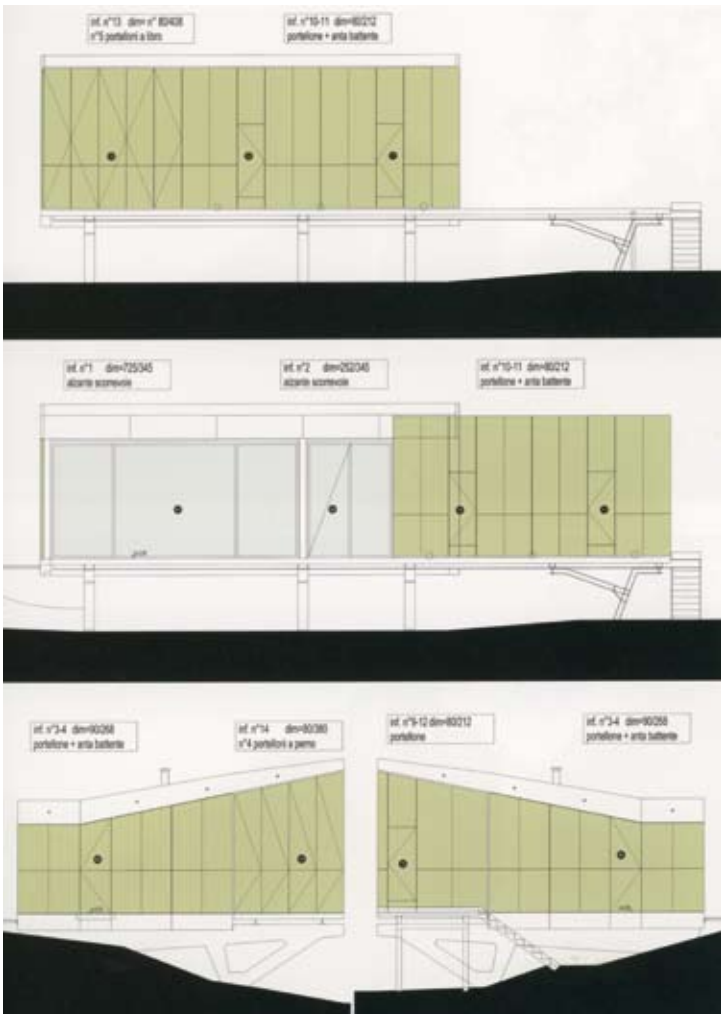 inf. n°13 dim= n° 80/408
n°5 portelloni a libro
inf. n°10-11 dim=80/212
portellone + anta battente
inf. n°1 dim=725/345
alzante scorrevole
inf. n°2 dim=252/345
alzante scorrevole
inf. n°10-11 dim=80/212
portellone + anta battente
inf. n°3-4 dim=90/268
portellone + anta battente
inf. n°14 dim=80/380
n°4 portelloni a perno
inf. n°9-12 dim=80/212
portellone
inf. n°3-4 dim=90/268
portellone + anta battente